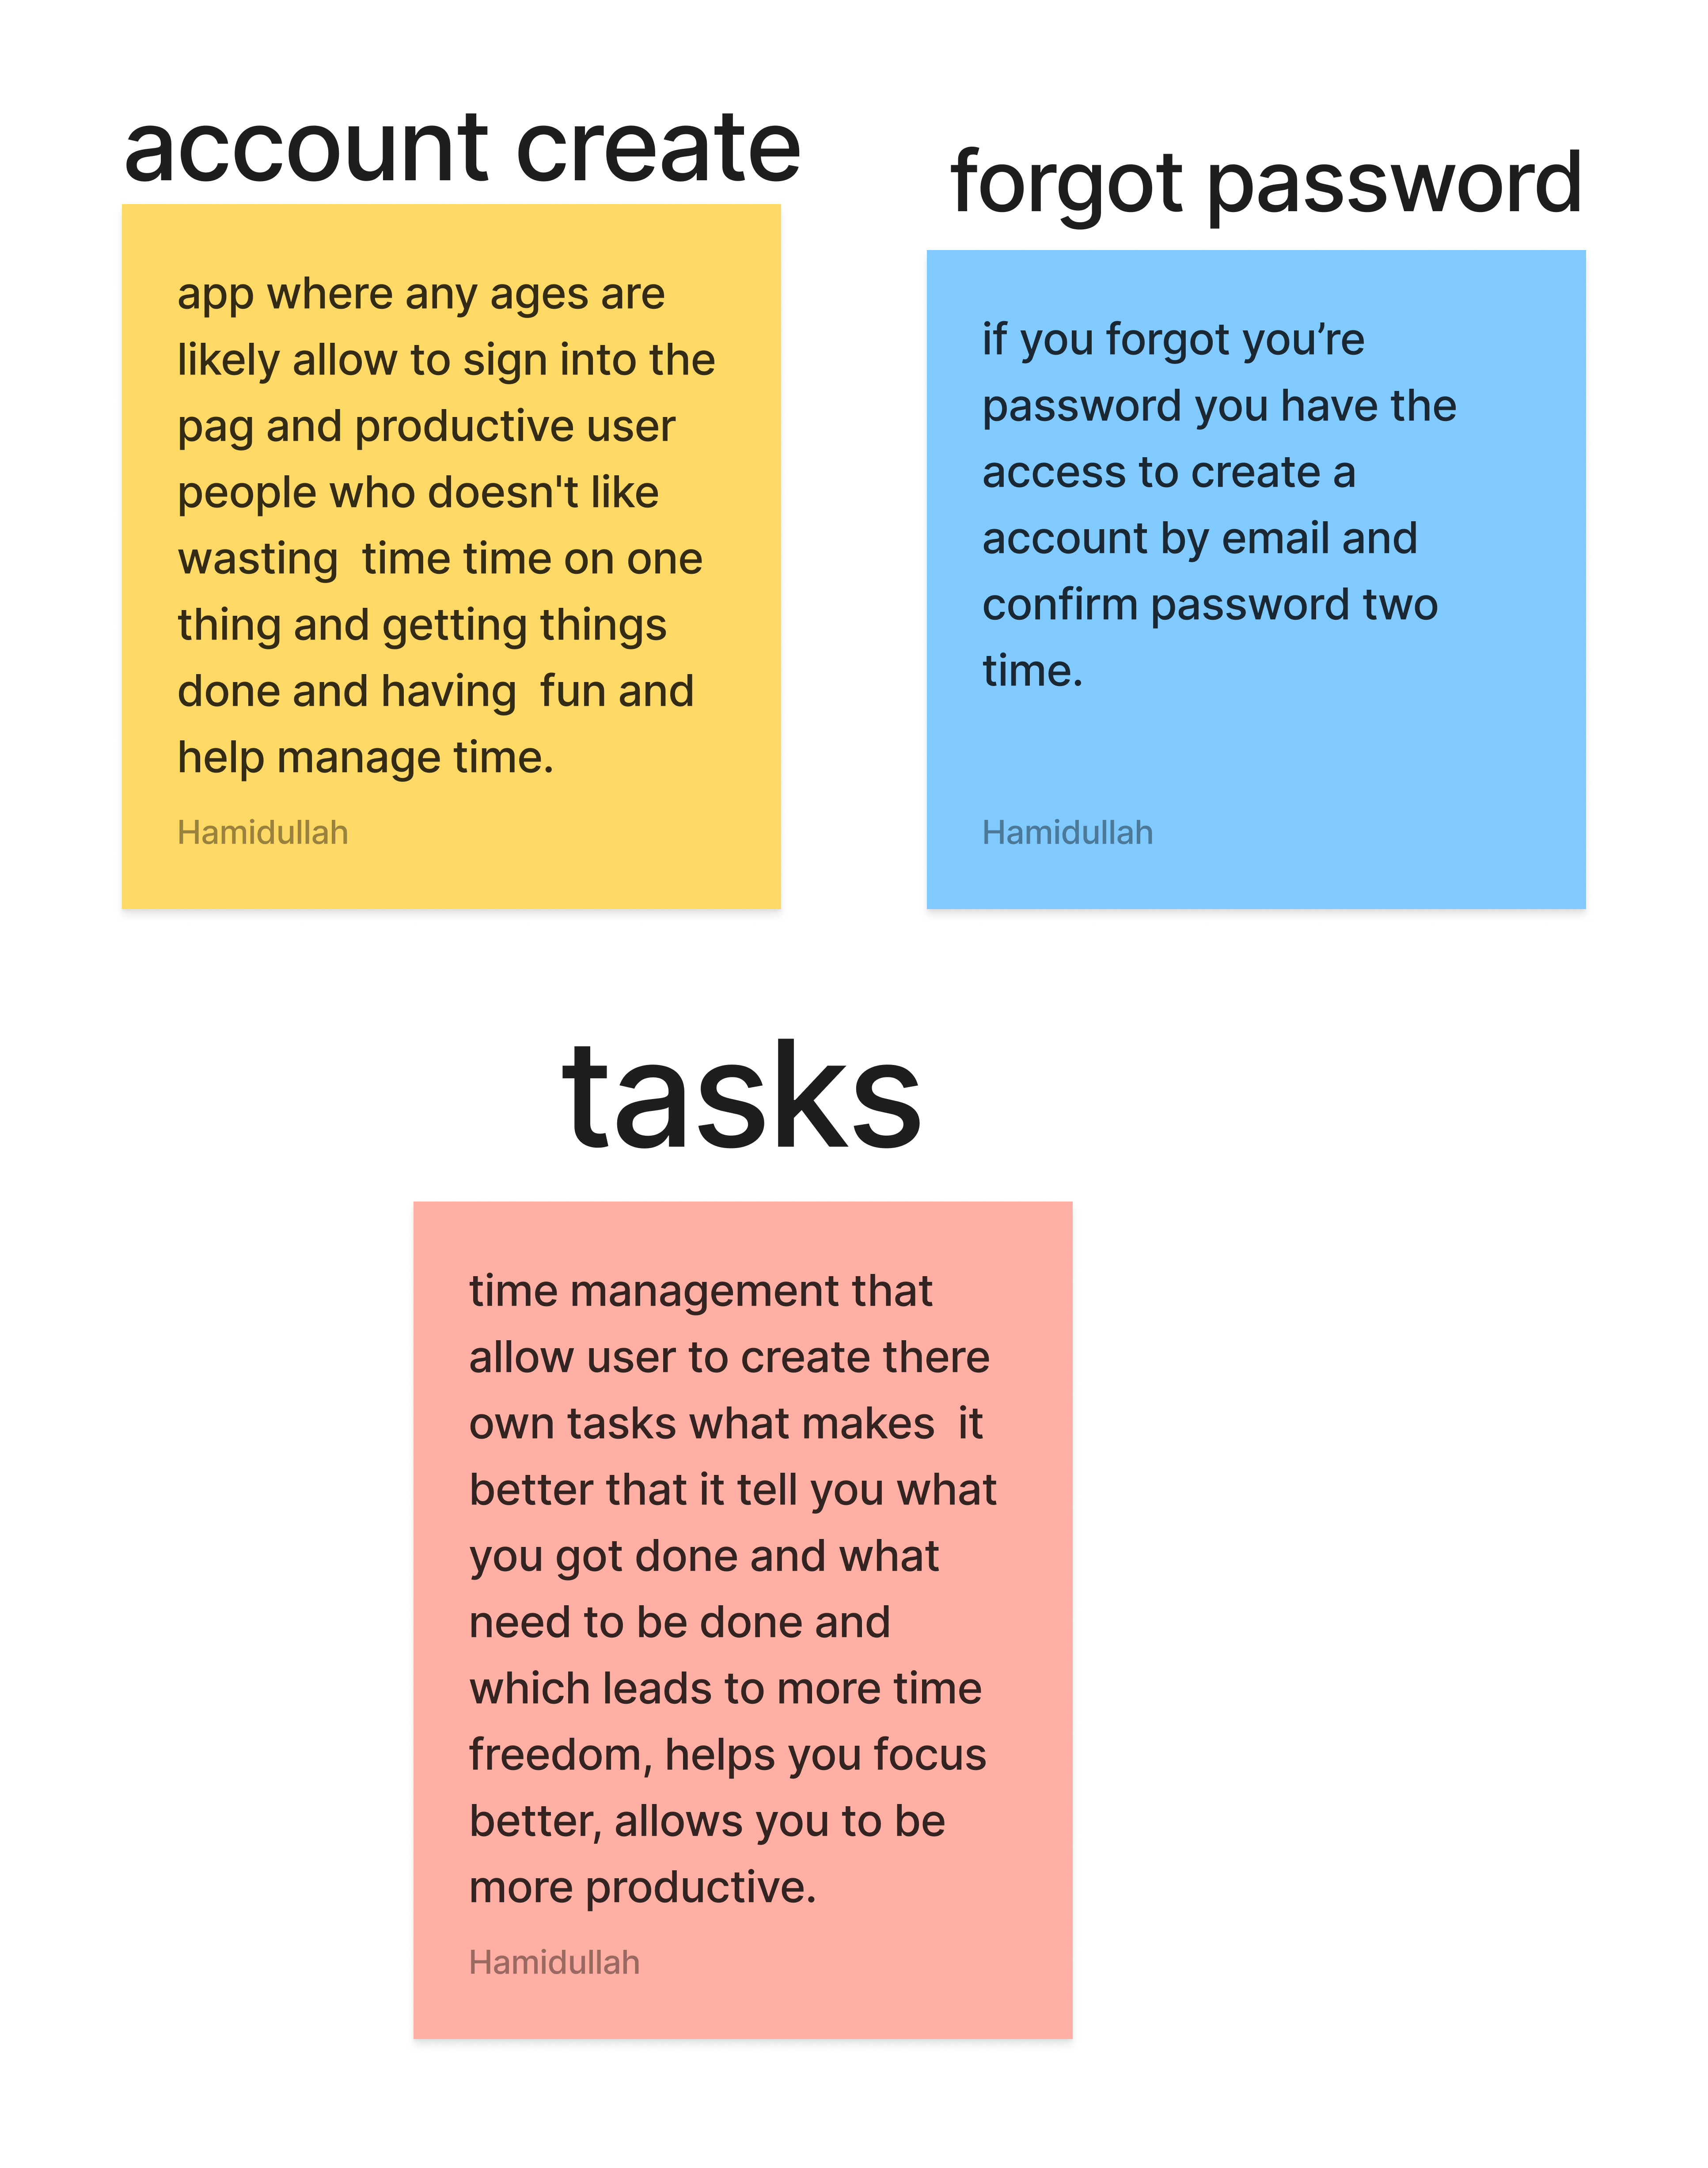 account create
app where any ages are
likely allow to sign into the
pag and productive user
people who doesn't like
wasting  time time on one
thing and getting things
done and having  fun and
help manage time.
Hamidullah
forgot password
if you forgot you’re
password you have the
access to create a
account by email and
confirm password two
time.
Hamidullah
tasks
time management that
allow user to create there
own tasks what makes  it
better that it tell you what
you got done and what
need to be done and
which leads to more time
freedom, helps you focus
better, allows you to be
more productive.
Hamidullah